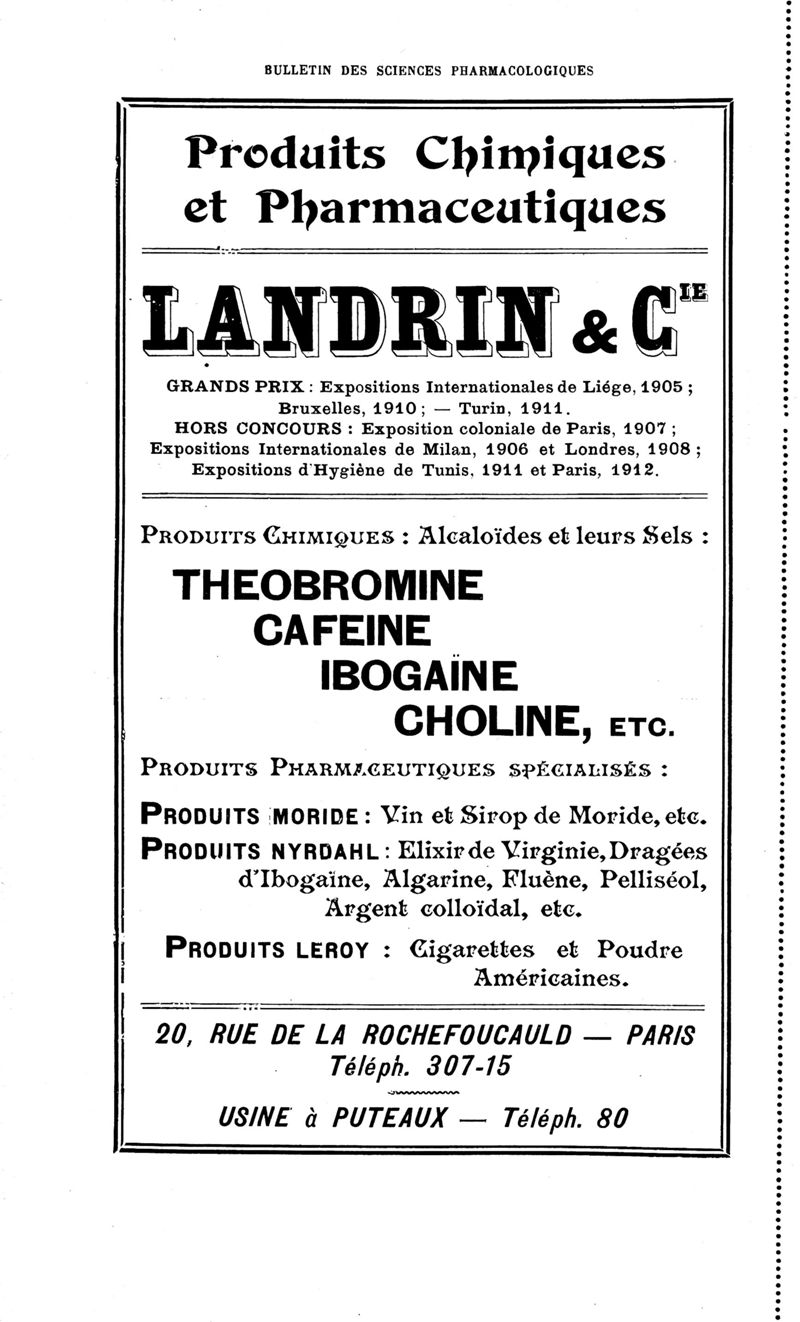 BULLETIN DES SCIENCES PHARMACOLOGIQUES
Produits Chimiques
et Pharmaceutiques
LANDRIN & CIE
GRANDS PRIX : Expositions Internationales de Liége, 1905 ;
Bruxelles, 1910 ; — Turin, 1911.
HORS CONCOURS : Exposition coloniale de Paris, 1907 ;
Expositions Internationales de Milan, 1906 et Londres, 1908 ;
Expositions d'Hygiène de Tunis, 1911 et Paris, 1912.
PRODUITS CHIMIQUES : Alcaloïdes et leurs Sels :
THEOBROMINE
CAFEINE
IBOGAÏNE
CHOLINE, ETC.
PRODUITS PHARMACEUTIQUES SPÉCIALISÉS :
PRODUITS MORIDE : Vin et Sirop de Moride, etc.
PRODUITS NYRDAHL : Elixir de Virginie, Dragées
d'Ibogaïne, Algarine, Fluène, Pelliséol,
Argent colloïdal, etc.
PRODUITS LEROY : Cigarettes et Poudre
Américaines.
20, RUE DE LA ROCHEFOUCAULD — PARIS
Téléph. 307-15
USINE à PUTEAUX — Téléph. 80